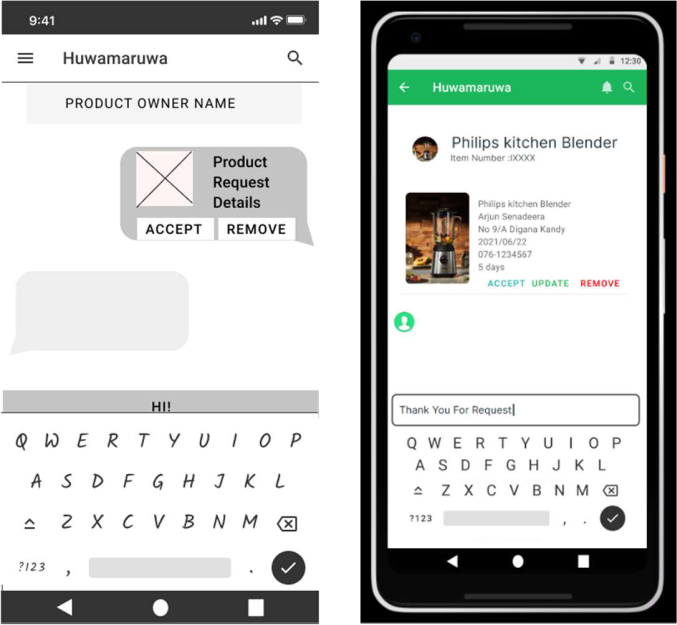 9:41
Huwamaruwa
PRODUCT OWNER NAME
Product
Request
Details
ACCEPT REMOVE
HI!
Q W E R T Y U I O P
A S D F G H J K L
Z X C V B N M
?123 , .
12:30
Huwamaruwa
Philips kitchen Blender
Item Number :IXXXX
Philips kitchen Blender
Arjun Senadeera
No 9/A Digana Kandy
2021/06/22
076-1234567
5 days
ACCEPT UPDATE REMOVE
Thank You For Request
Q W E R T Y U I O P
A S D F G H J K L
Z X C V B N M
?123 , .